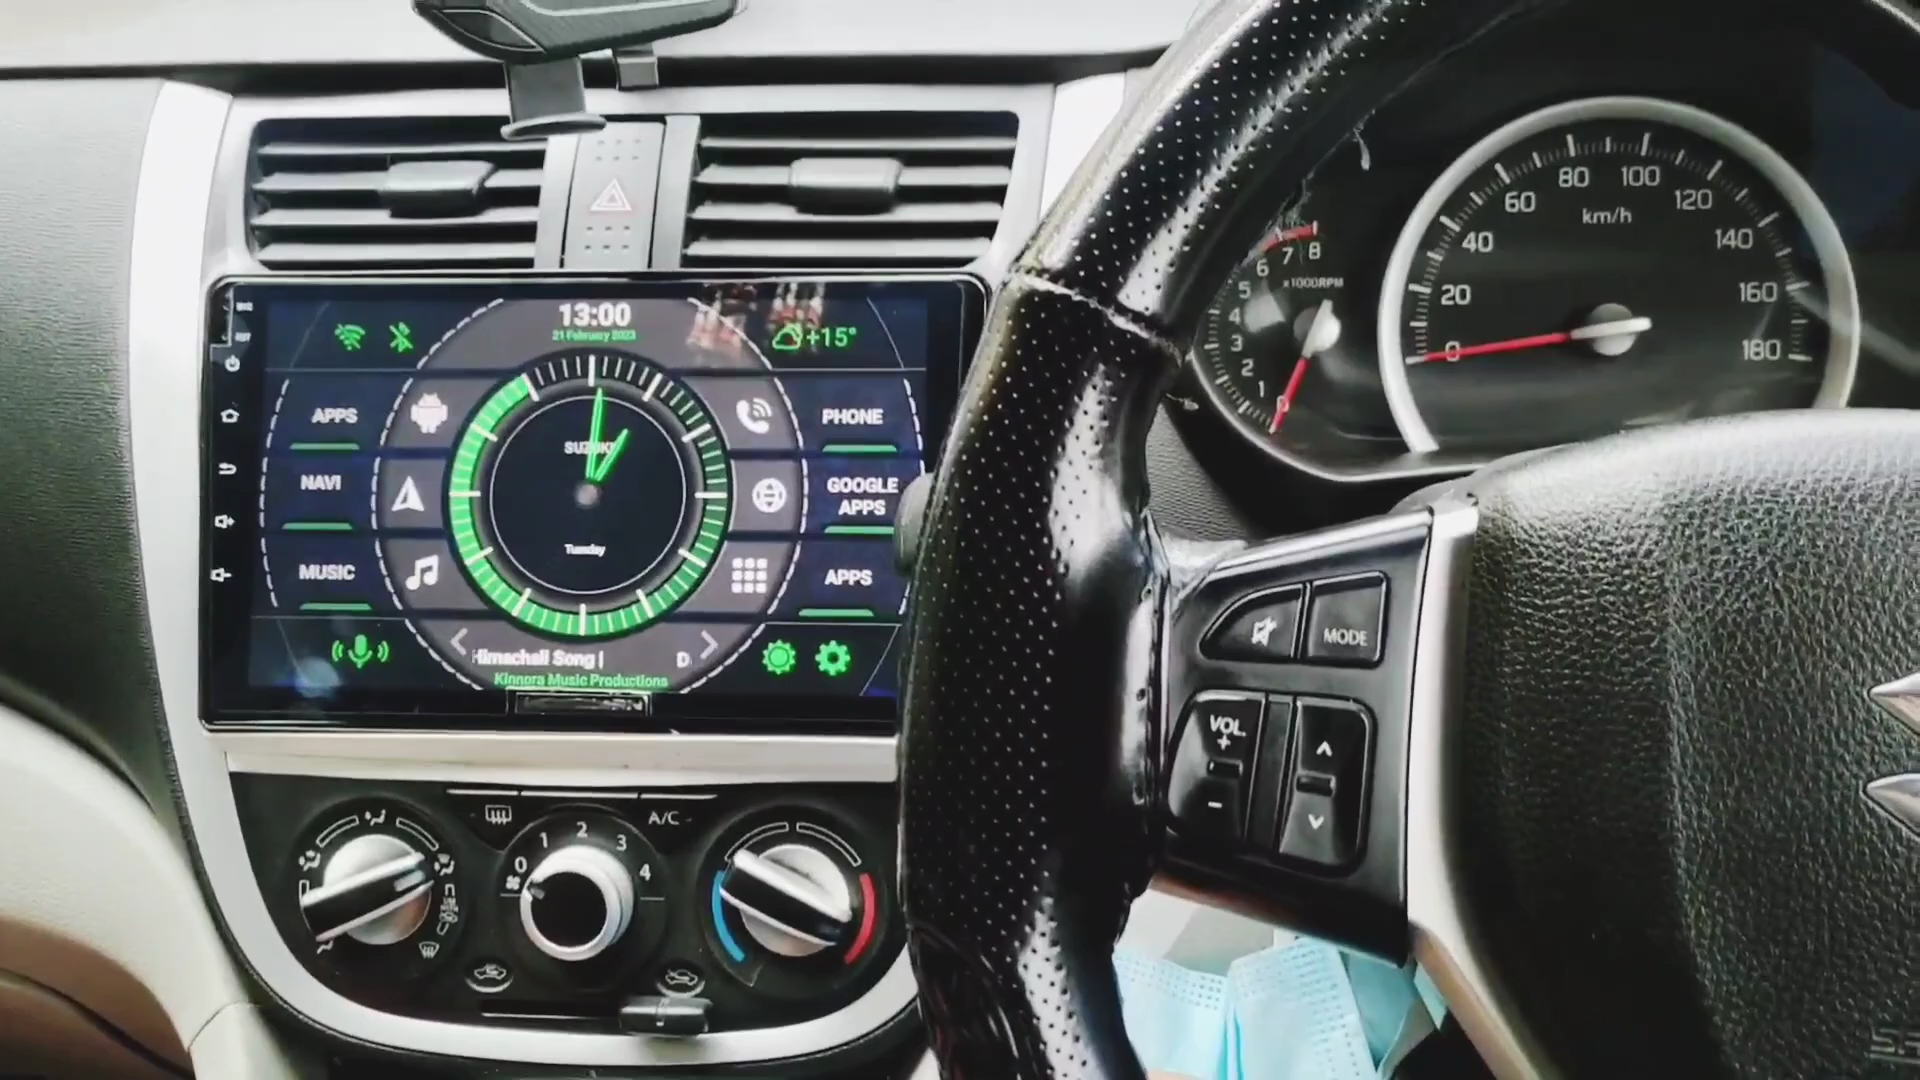 13:00
21 February 2023
+15°
APPS
NAVI
MUSIC
SUZUKI
Tuesday
PHONE
GOOGLE
APPS
APPS
Himachali Song |
D
Kinnora Music Productions
RST
A/C
0
1
2
3
4
1
2
3
4
5
6
7
8
x1000RPM
0
0
20
40
60
80
100
120
140
160
180
km/h
MODE
VOL.
+
-